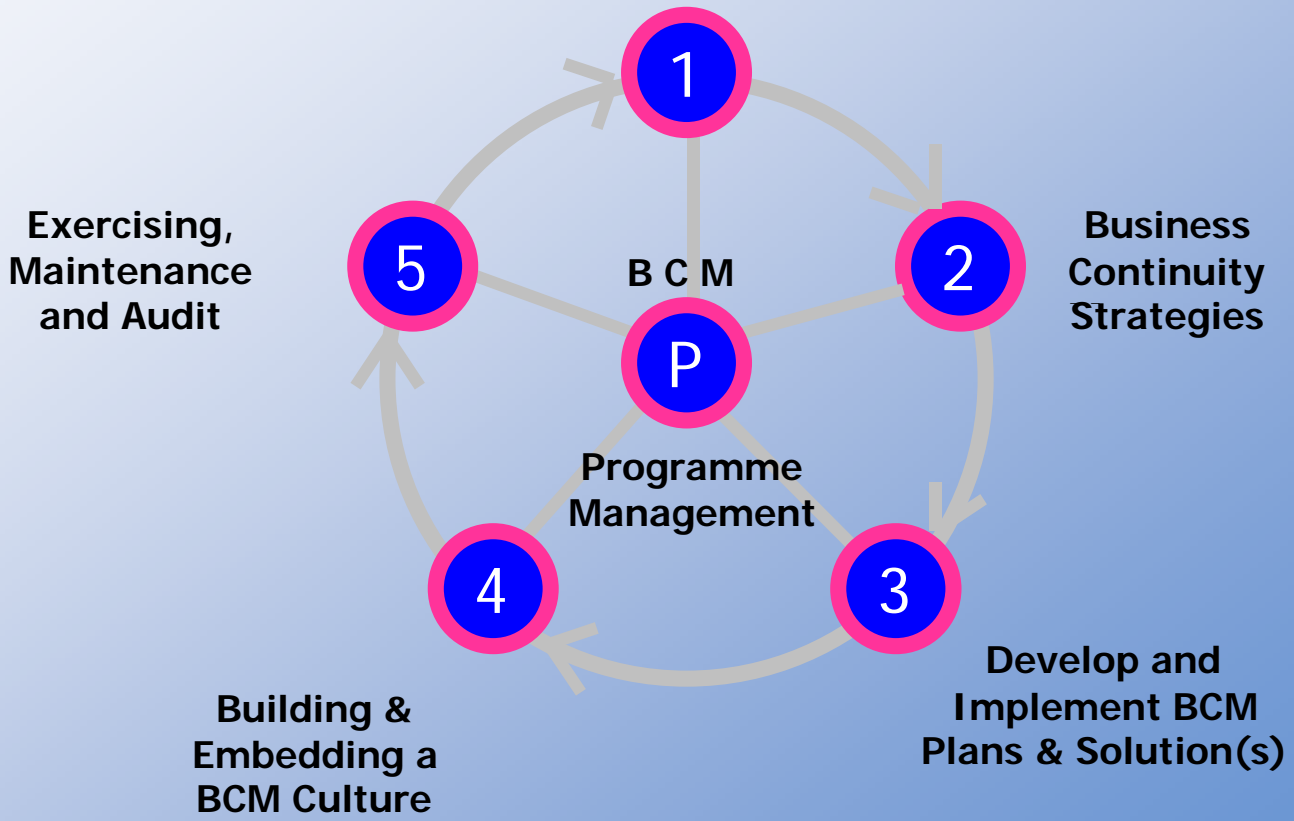 1
Exercising,
Maintenance
and Audit
5
B C M
2
Business
Continuity
Strategies
P
Programme
Management
4
3
Building &
Embedding a
BCM Culture
Develop and
Implement BCM
Plans & Solution(s)